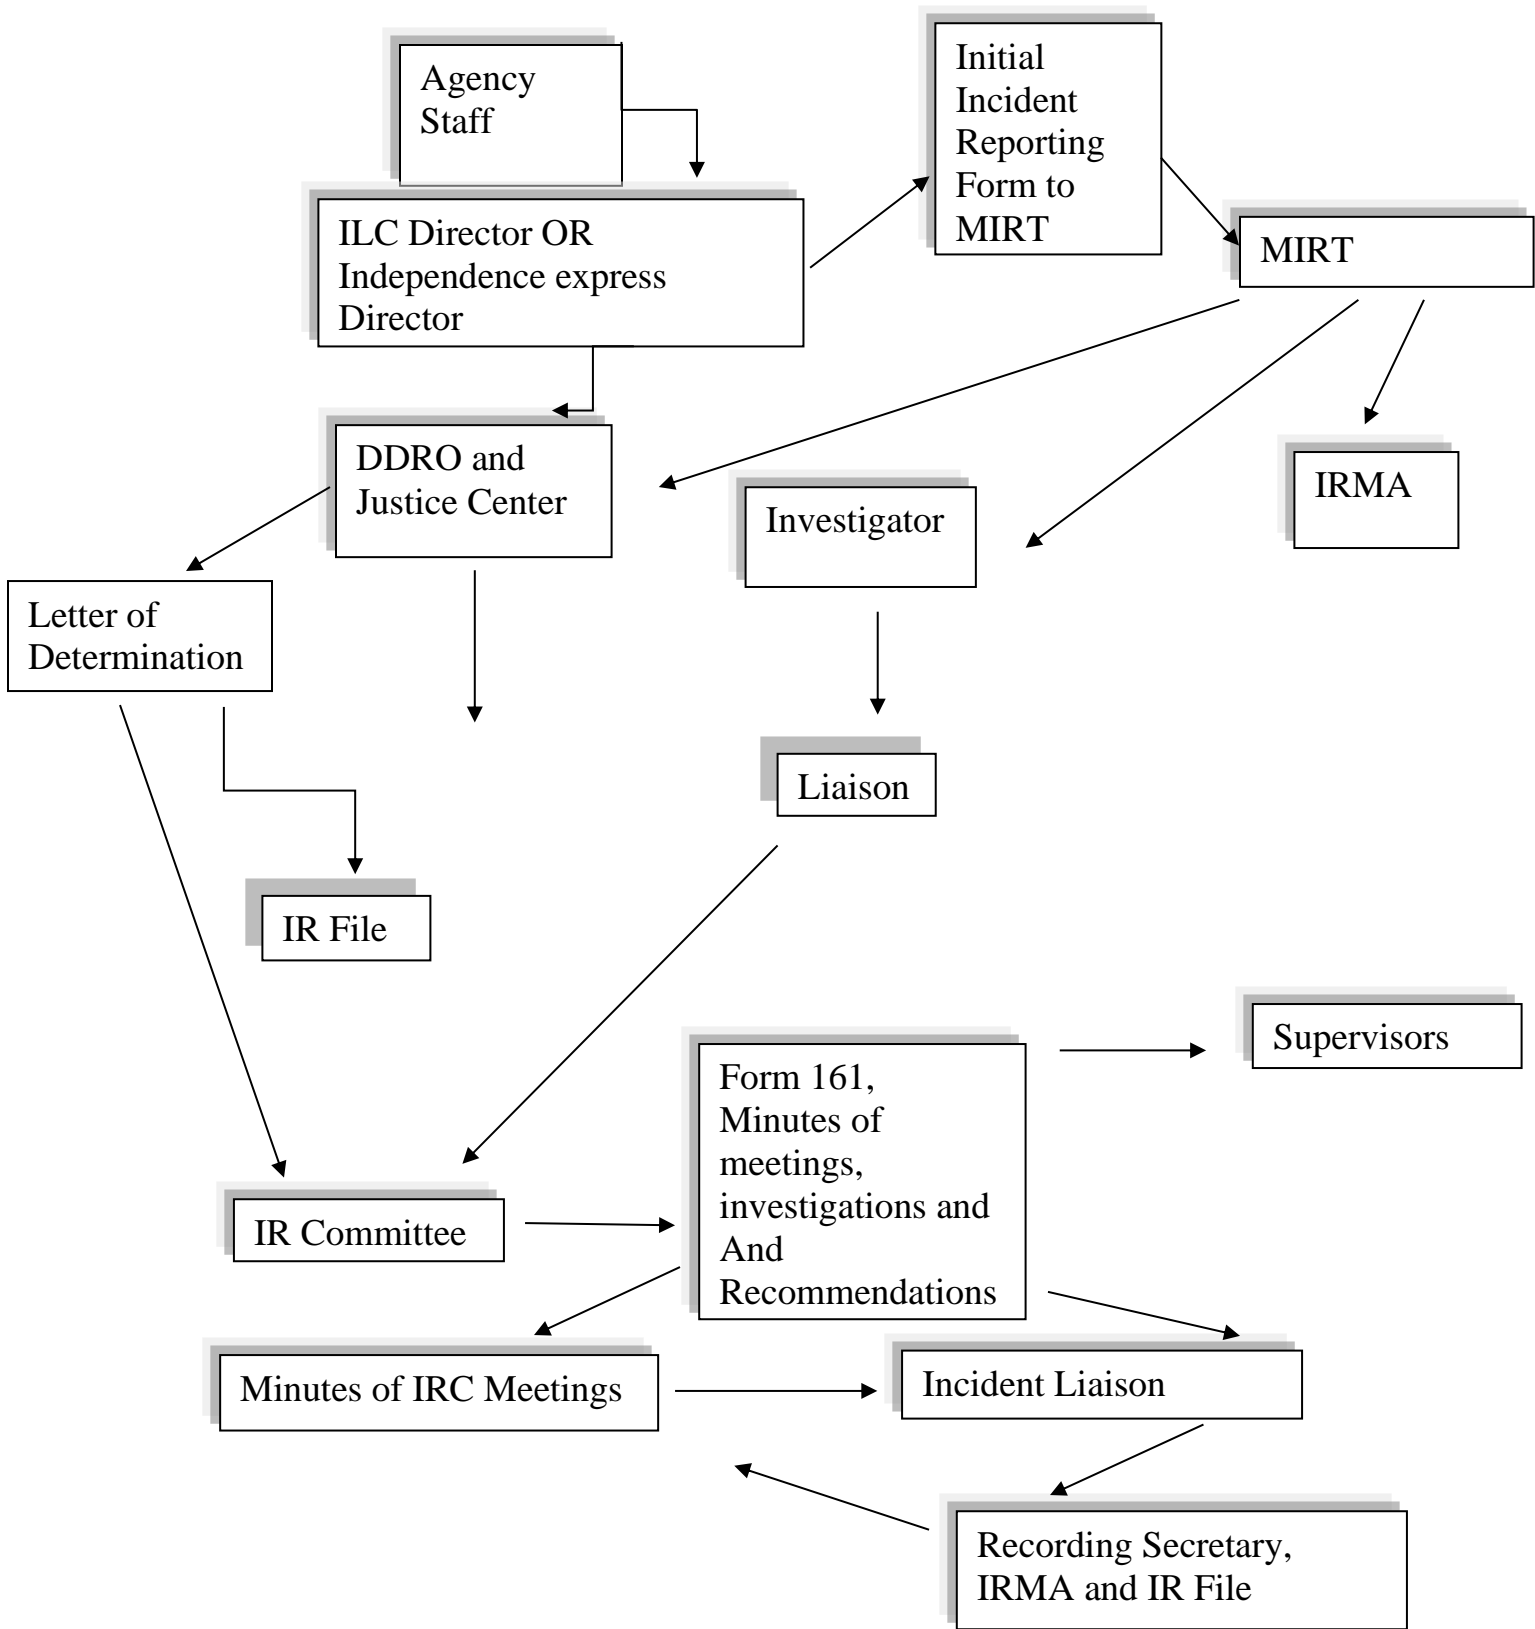 Agency
Staff
Initial
Incident
Reporting
Form to
MIRT
ILC Director OR
Independence express
Director
MIRT
DDRO and
Justice Center
Investigator
IRMA
Letter of
Determination
Liaison
IR File
Supervisors
Form 161,
Minutes of
meetings,
investigations and
And
Recommendations
IR Committee
Minutes of IRC Meetings
Incident Liaison
Recording Secretary,
IRMA and IR File